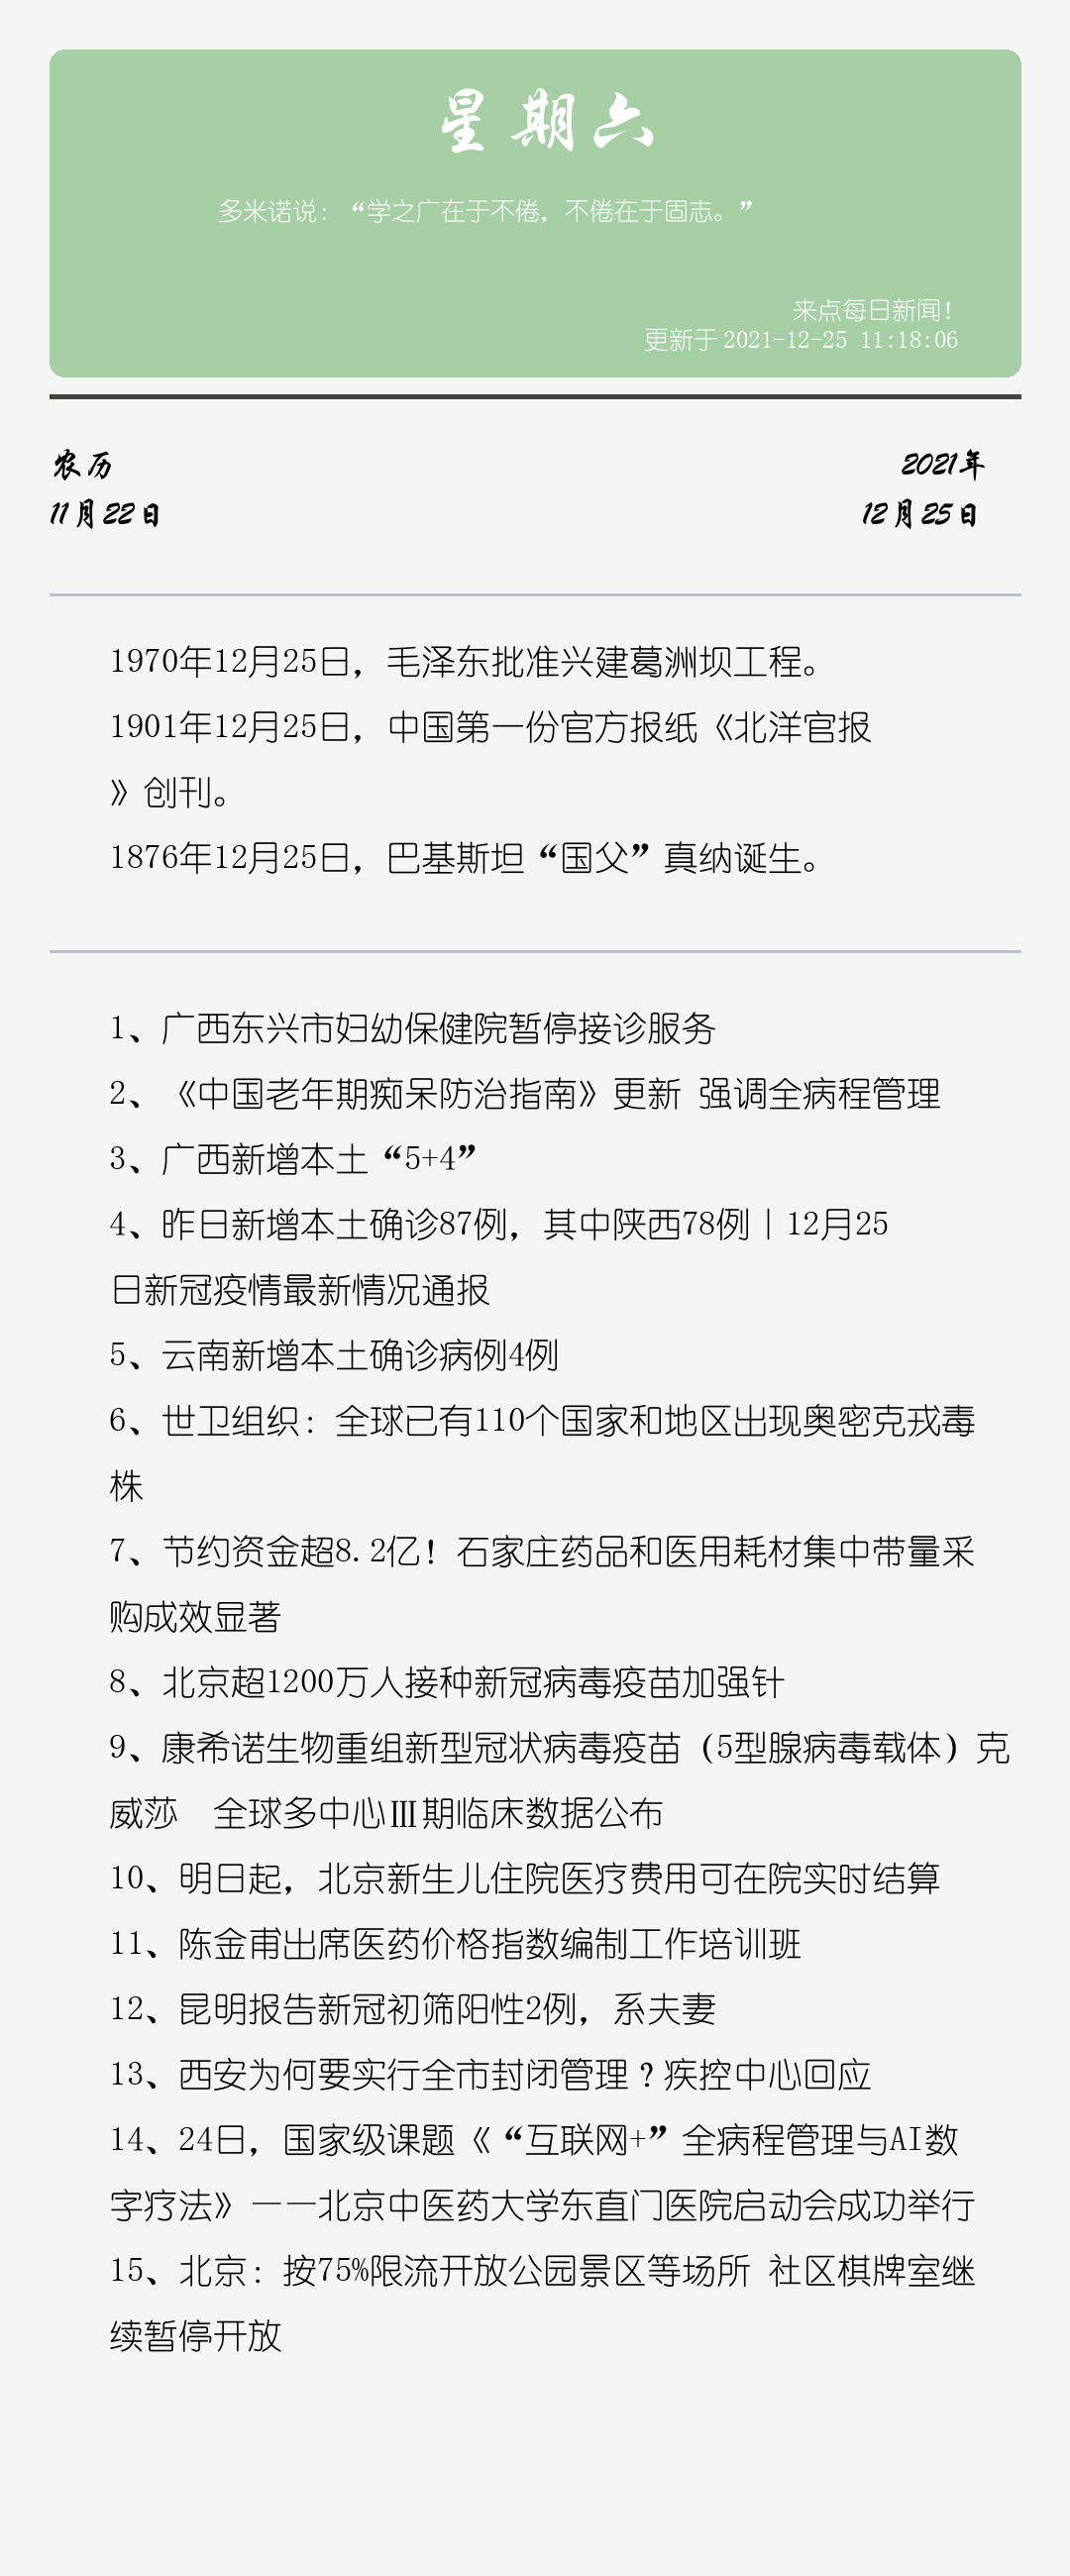 星期六
多米诺说：“学之广在于不倦，不倦在于固志。”
来点每日新闻！
更新于 2021-12-25 11:18:06
农历
2021年
11月22日
12月25日
1970年12月25日，毛泽东批准兴建葛洲坝工程。
1901年12月25日，中国第一份官方报纸《北洋官报
》创刊。
1876年12月25日，巴基斯坦“国父”真纳诞生。
1、广西东兴市妇幼保健院暂停接诊服务
2、《中国老年期痴呆防治指南》更新 强调全病程管理
3、广西新增本土“5+4”
4、昨日新增本土确诊87例，其中陕西78例｜12月25
日新冠疫情最新情况通报
5、云南新增本土确诊病例4例
6、世卫组织：全球已有110个国家和地区出现奥密克戎毒
株
7、节约资金超8.2亿！石家庄药品和医用耗材集中带量采
购成效显著
8、北京超1200万人接种新冠病毒疫苗加强针
9、康希诺生物重组新型冠状病毒疫苗（5型腺病毒载体）克
威莎　全球多中心Ⅲ期临床数据公布
10、明日起，北京新生儿住院医疗费用可在院实时结算
11、陈金甫出席医药价格指数编制工作培训班
12、昆明报告新冠初筛阳性2例，系夫妻
13、西安为何要实行全市封闭管理？疾控中心回应
14、24日，国家级课题《“互联网+”全病程管理与AI数
字疗法》——北京中医药大学东直门医院启动会成功举行
15、北京：按75%限流开放公园景区等场所 社区棋牌室继
续暂停开放